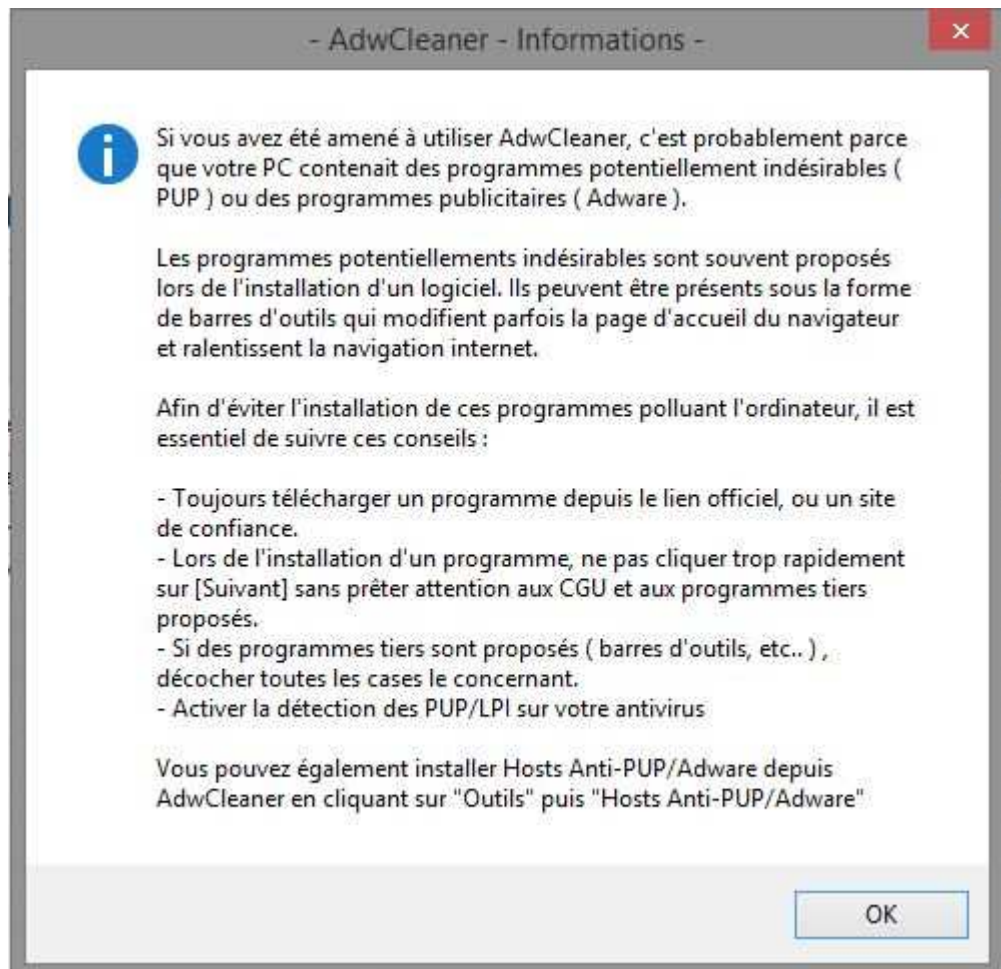 - AdwCleaner - Informations -
Si vous avez été amené à utiliser AdwCleaner, c'est probablement parce
que votre PC contenait des programmes potentiellement indésirables (
PUP ) ou des programmes publicitaires ( Adware ).
Les programmes potentiellements indésirables sont souvent proposés
lors de l'installation d'un logiciel. Ils peuvent être présents sous la forme
de barres d'outils qui modifient parfois la page d'accueil du navigateur
et ralentissent la navigation internet.
Afin d'éviter l'installation de ces programmes polluant l'ordinateur, il est
essentiel de suivre ces conseils :
- Toujours télécharger un programme depuis le lien officiel, ou un site
de confiance.
- Lors de l'installation d'un programme, ne pas cliquer trop rapidement
sur [Suivant] sans prêter attention aux CGU et aux programmes tiers
proposés.
- Si des programmes tiers sont proposés ( barres d'outils, etc.. ) ,
décocher toutes les cases le concernant.
- Activer la détection des PUP/LPI sur votre antivirus
Vous pouvez également installer Hosts Anti-PUP/Adware depuis
AdwCleaner en cliquant sur "Outils" puis "Hosts Anti-PUP/Adware"
OK